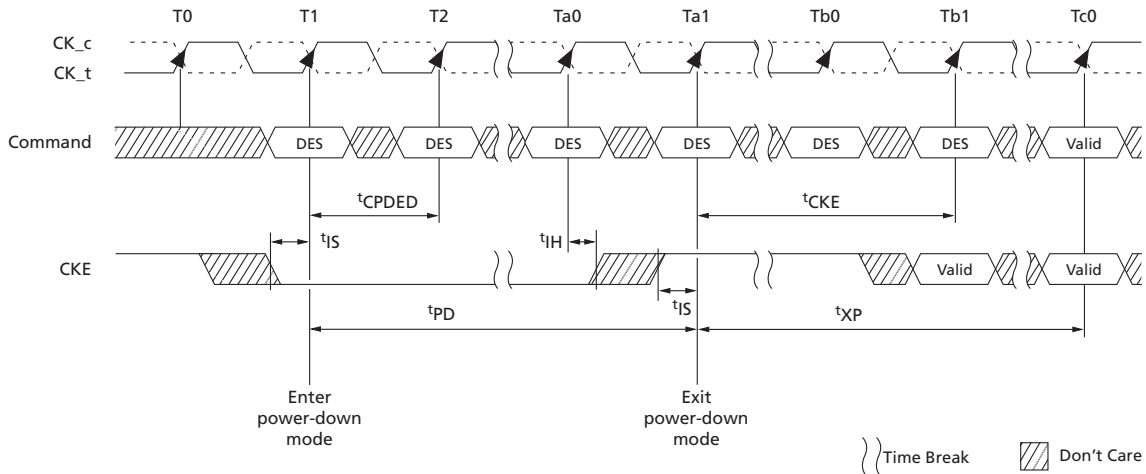 T0 T1 T2 Ta0 Ta1 Tb0 Tb1 Tc0
CK_c
CK_t
Command DES DES DES DES DES DES Valid
tCPDED tCKE
tIS tIH
CKE Valid Valid
tIS
tPD tXP
Enter
power-down
mode
Exit
power-down
mode
Time Break Don't Care